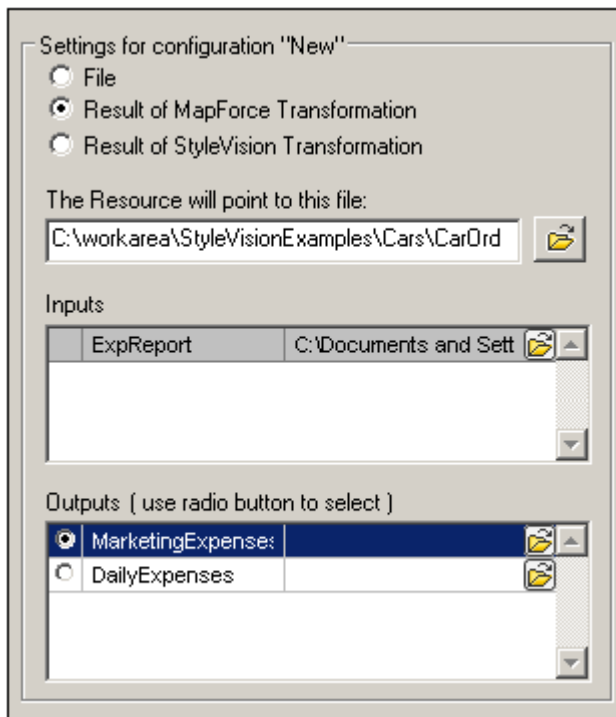 Settings for configuration "New"
File
Result of MapForce Transformation
Result of StyleVision Transformation
The Resource will point to this file:
C:\workarea\StyleVisionExamples\Cars\CarOrd
Inputs
ExpReport C:\Documents and Sett
Outputs ( use radio button to select )
MarketingExpenses
DailyExpenses